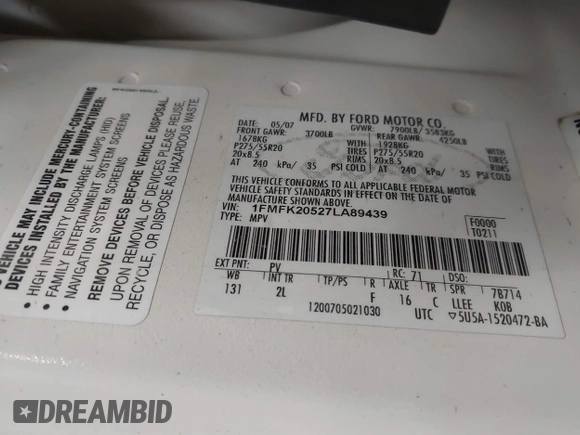 VEHICLE MAY INCLUDE MERCURY-CONTAINING
DEVICES INSTALLED BY THE MANUFACTURER:
• HIGH INTENSITY DISCHARGE LAMPS (HID)
• FAMILY ENTERTAINMENT SYSTEM SCREENS
• NAVIGATION SYSTEM SCREENS
REMOVE DEVICES BEFORE VEHICLE DISPOSAL
UPON REMOVAL OF DEVICES PLEASE REUSE,
RECYCLE, OR DISPOSE AS HAZARDOUS WASTE.
MFD. BY FORD MOTOR CO.
05/07 GVWR: 7900LB/ 3583KG
FRONT GAWR: 3700LB REAR GAWR: 4250LB
1678KG WITH 1928KG WITH
P275/55R20 TIRES P275/55R20 TIRES
20x8.5 RIMS 20x8.5 RIMS
AT 240 kPa/ 35 PSI COLD AT 240 kPa/ 35 PSI COLD
THIS VEHICLE CONFORMS TO ALL APPLICABLE FEDERAL MOTOR
VEHICLE SAFETY STANDARDS IN EFFECT ON THE DATE OF
MANUFACTURE SHOWN ABOVE.
VIN: 1FMFK20527LA89439 F0000
TYPE: MPV T0211
EXT PNT: PV RC: 71 DSO:
WB INT TR TP/PS R AXLE TR SPR 7B714
131 2L F 16 C LLEE KOB
1200705021030 UTC ▽5U5A-1520472-BA
DREAMBID